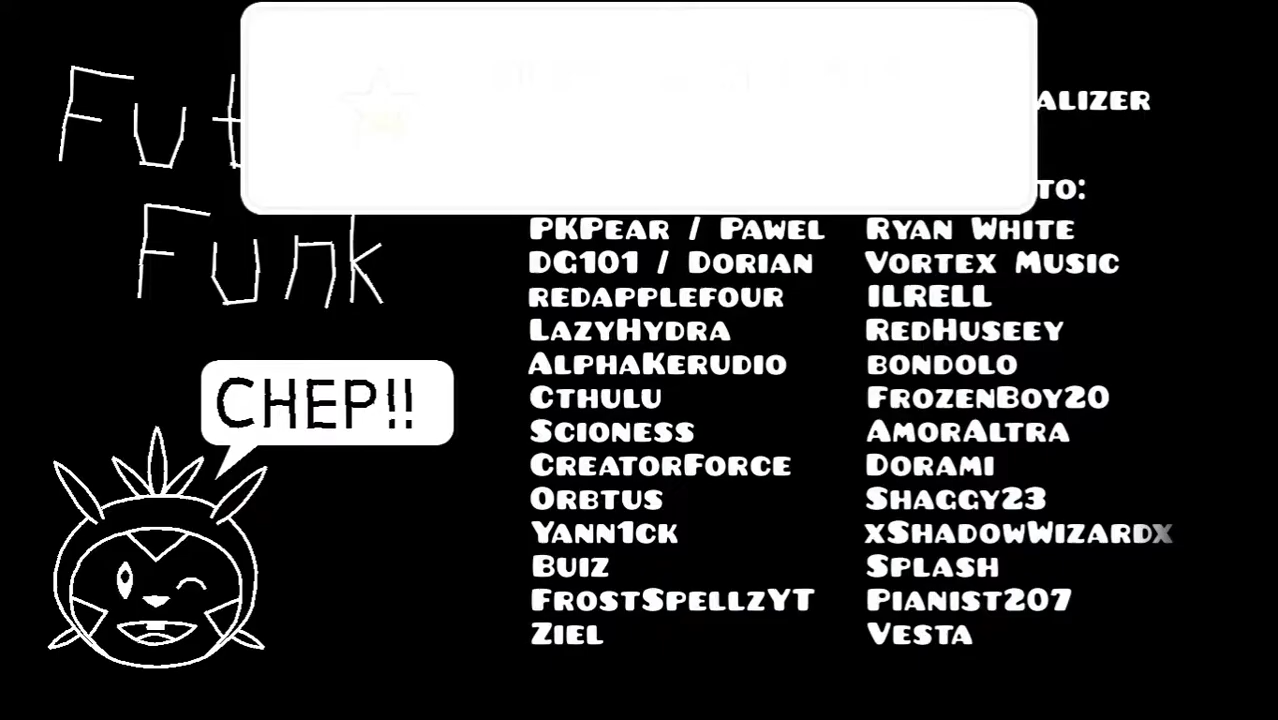 Fut
Funk
CHEP!!
ALIZER
TO:
PKPear / Pawel
Ryan White
DG101 / Dorian
Vortex Music
redapplefour
ILRELL
LazyHydra
RedHuseey
AlphaKerudio
bondolo
Cthulu
FrozenBoy20
Scioness
AmorAltra
CreatorForce
Dorami
Orbtus
Shaggy23
Yann1ck
xShadowWizardx
Buiz
Splash
FrostSpellzYT
Pianist207
Ziel
Vesta